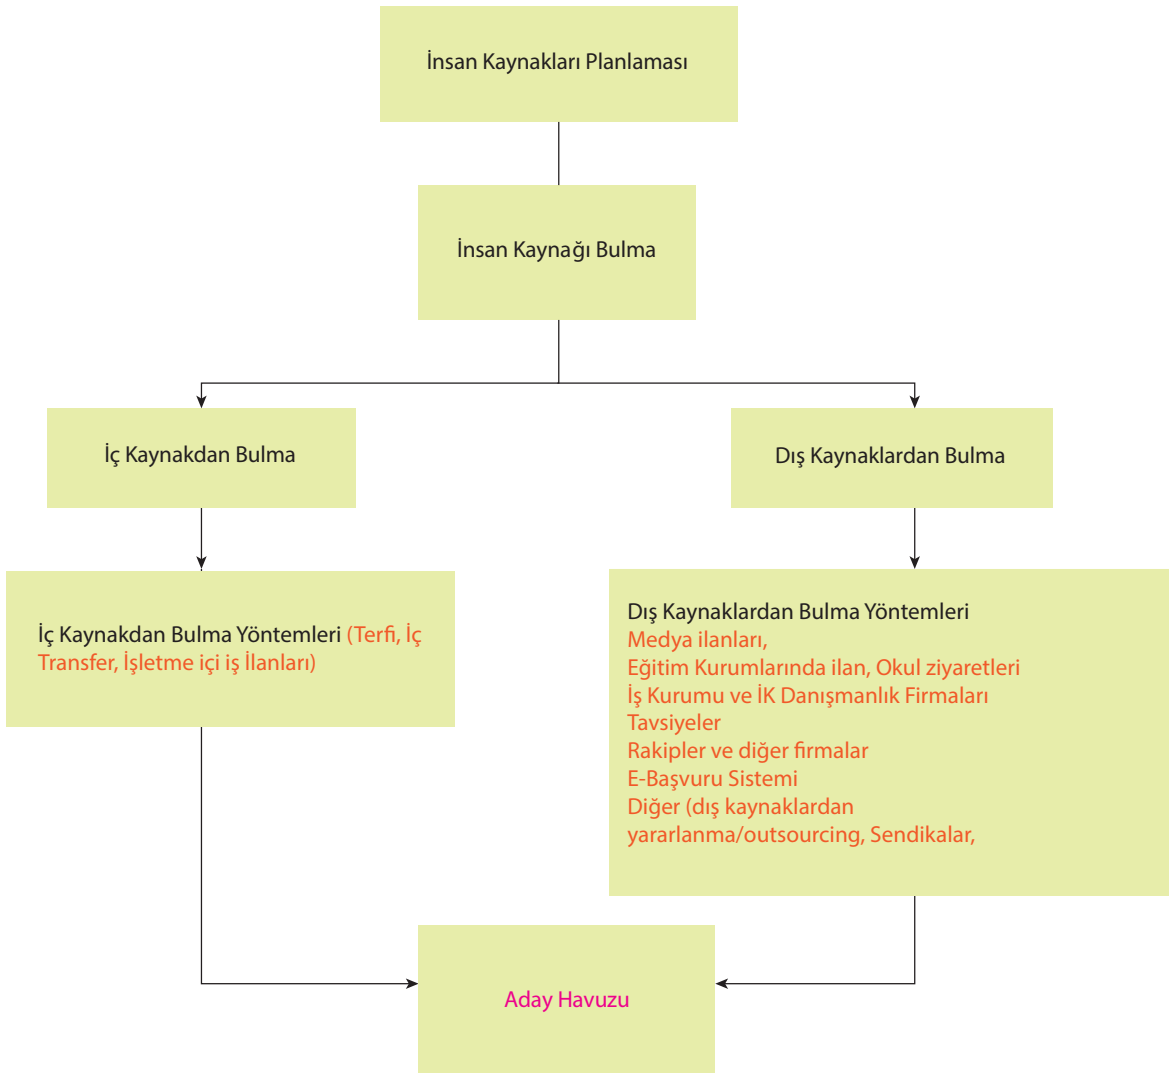 İnsan Kaynakları Planlaması
İnsan Kaynağı Bulma
İç Kaynakdan Bulma
Dış Kaynaklardan Bulma
İç Kaynakdan Bulma Yöntemleri (Terfi, İç
Transfer, İşletme içi iş İlanları)
Dış Kaynaklardan Bulma Yöntemleri
Medya ilanları,
Eğitim Kurumlarında ilan, Okul ziyaretleri
İş Kurumu ve İK Danışmanlık Firmaları
Tavsiyeler
Rakipler ve diğer firmalar
E-Başvuru Sistemi
Diğer (dış kaynaklardan
yararlanma/outsourcing, Sendikalar,
Aday Havuzu